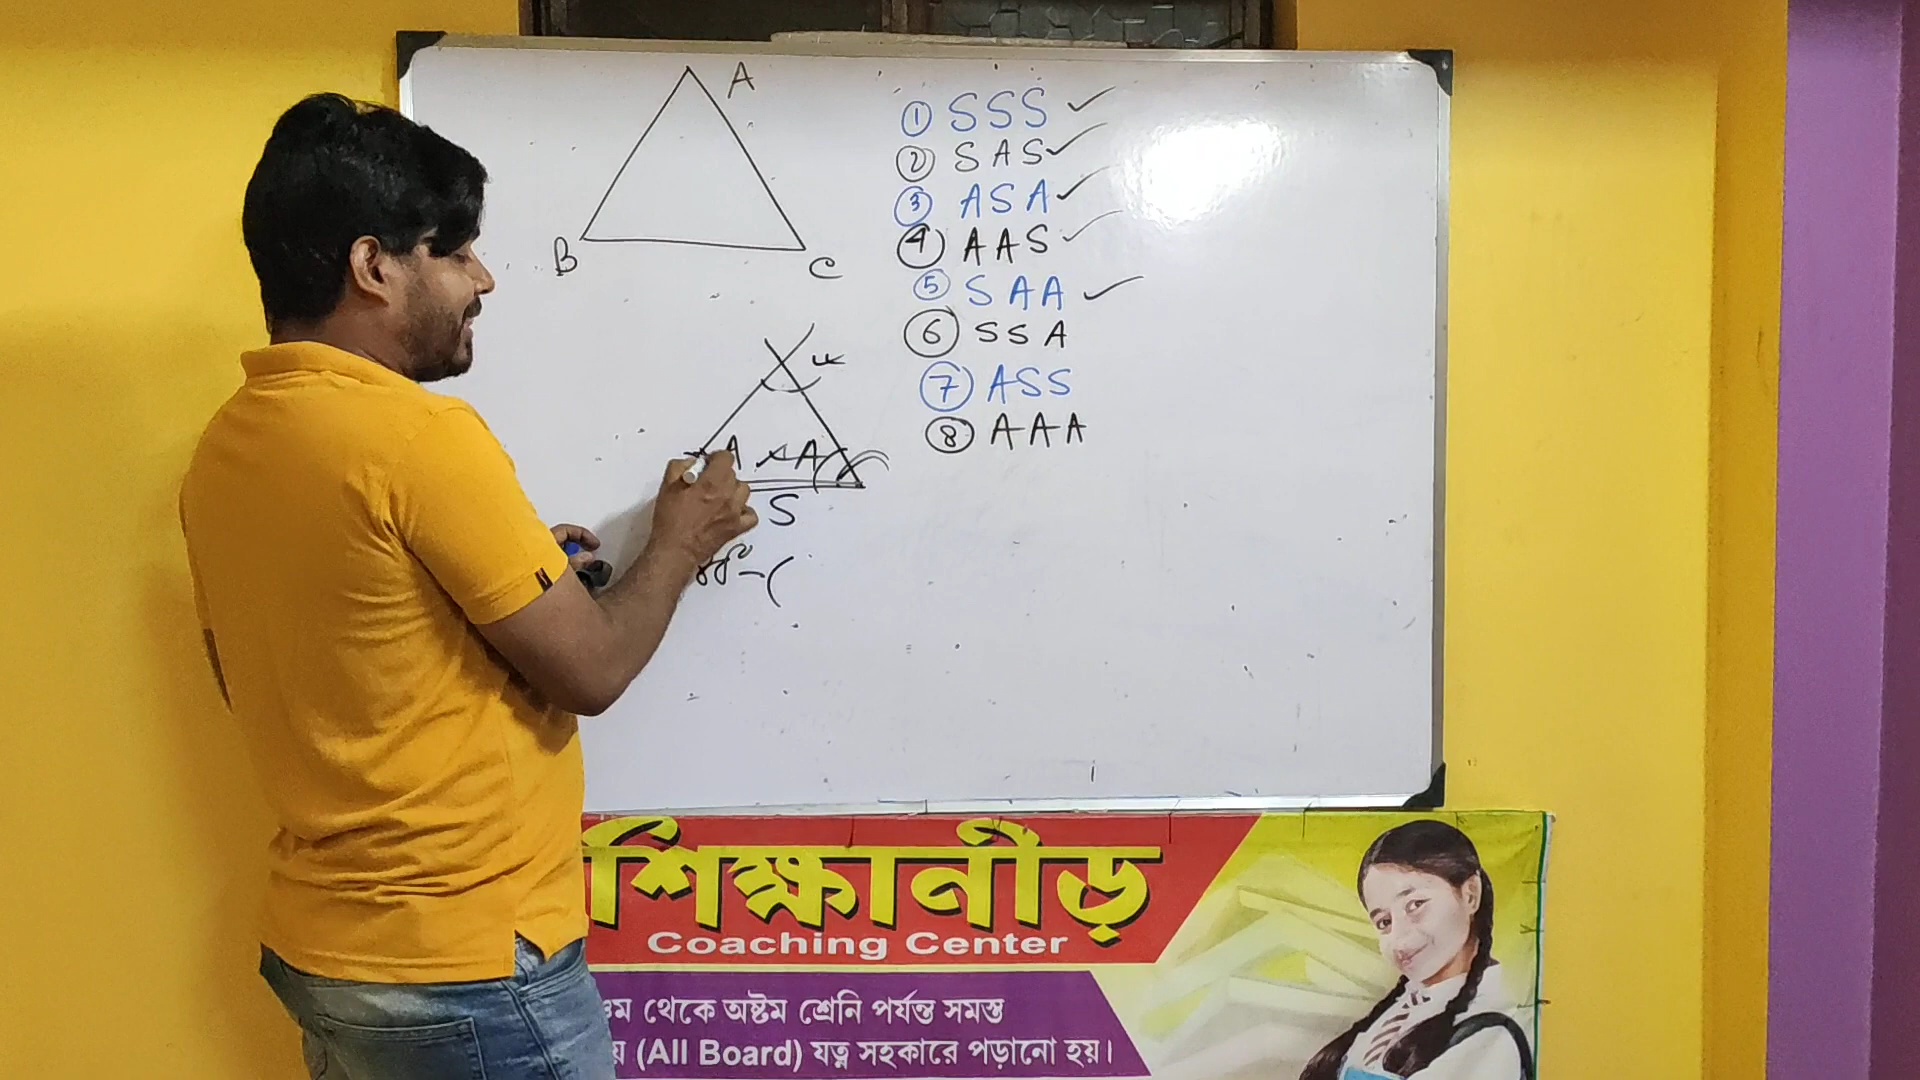 A
B
C
① SSS ✓
② SAS ✓
③ ASA ✓
④ AAS ✓
⑤ SAA ✓
⑥ SSA
⑦ ASS
⑧ AAA
A A
S
শিক্ষানীড়
Coaching Center
থেকে অষ্টম শ্রেনি পর্যন্ত সমস্ত
(All Board) যত্ন সহকারে পড়ানো হয়।